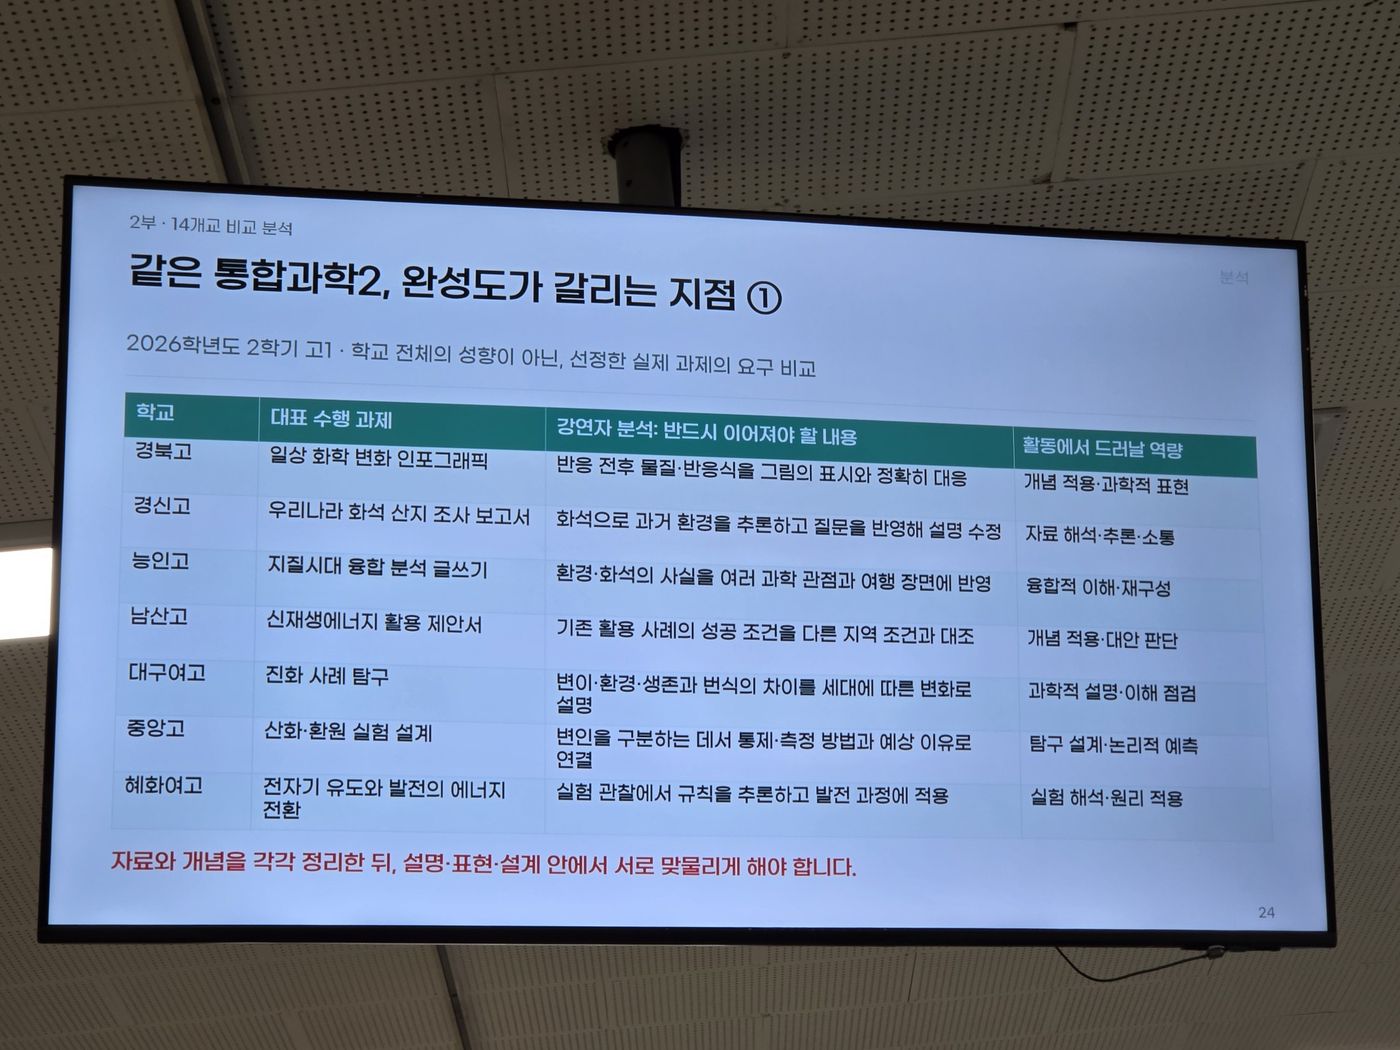 2부 · 14개교 비교 분석
분석
같은 통합과학2, 완성도가 갈리는 지점 ①
2026학년도 2학기 고1 · 학교 전체의 성향이 아닌, 선정한 실제 과제의 요구 비교
학교 대표 수행 과제 강연자 분석: 반드시 이어져야 할 내용 활동에서 드러날 역량
경북고 일상 화학 변화 인포그래픽 반응 전후 물질·반응식을 그림의 표시와 정확히 대응 개념 적용·과학적 표현
경신고 우리나라 화석 산지 조사 보고서 화석으로 과거 환경을 추론하고 질문을 반영해 설명 수정 자료 해석·추론·소통
능인고 지질시대 융합 분석 글쓰기 환경·화석의 사실을 여러 과학 관점과 여행 장면에 반영 융합적 이해·재구성
남산고 신재생에너지 활용 제안서 기존 활용 사례의 성공 조건을 다른 지역 조건과 대조 개념 적용·대안 판단
대구여고 진화 사례 탐구 변이·환경·생존과 번식의 차이를 세대에 따른 변화로 과학적 설명·이해 점검
설명
중앙고 산화·환원 실험 설계 변인을 구분하는 데서 통제·측정 방법과 예상 이유로 탐구 설계·논리적 예측
연결
혜화여고 전자기 유도와 발전의 에너지 실험 관찰에서 규칙을 추론하고 발전 과정에 적용 실험 해석·원리 적용
전환
자료와 개념을 각각 정리한 뒤, 설명·표현·설계 안에서 서로 맞물리게 해야 합니다.
24